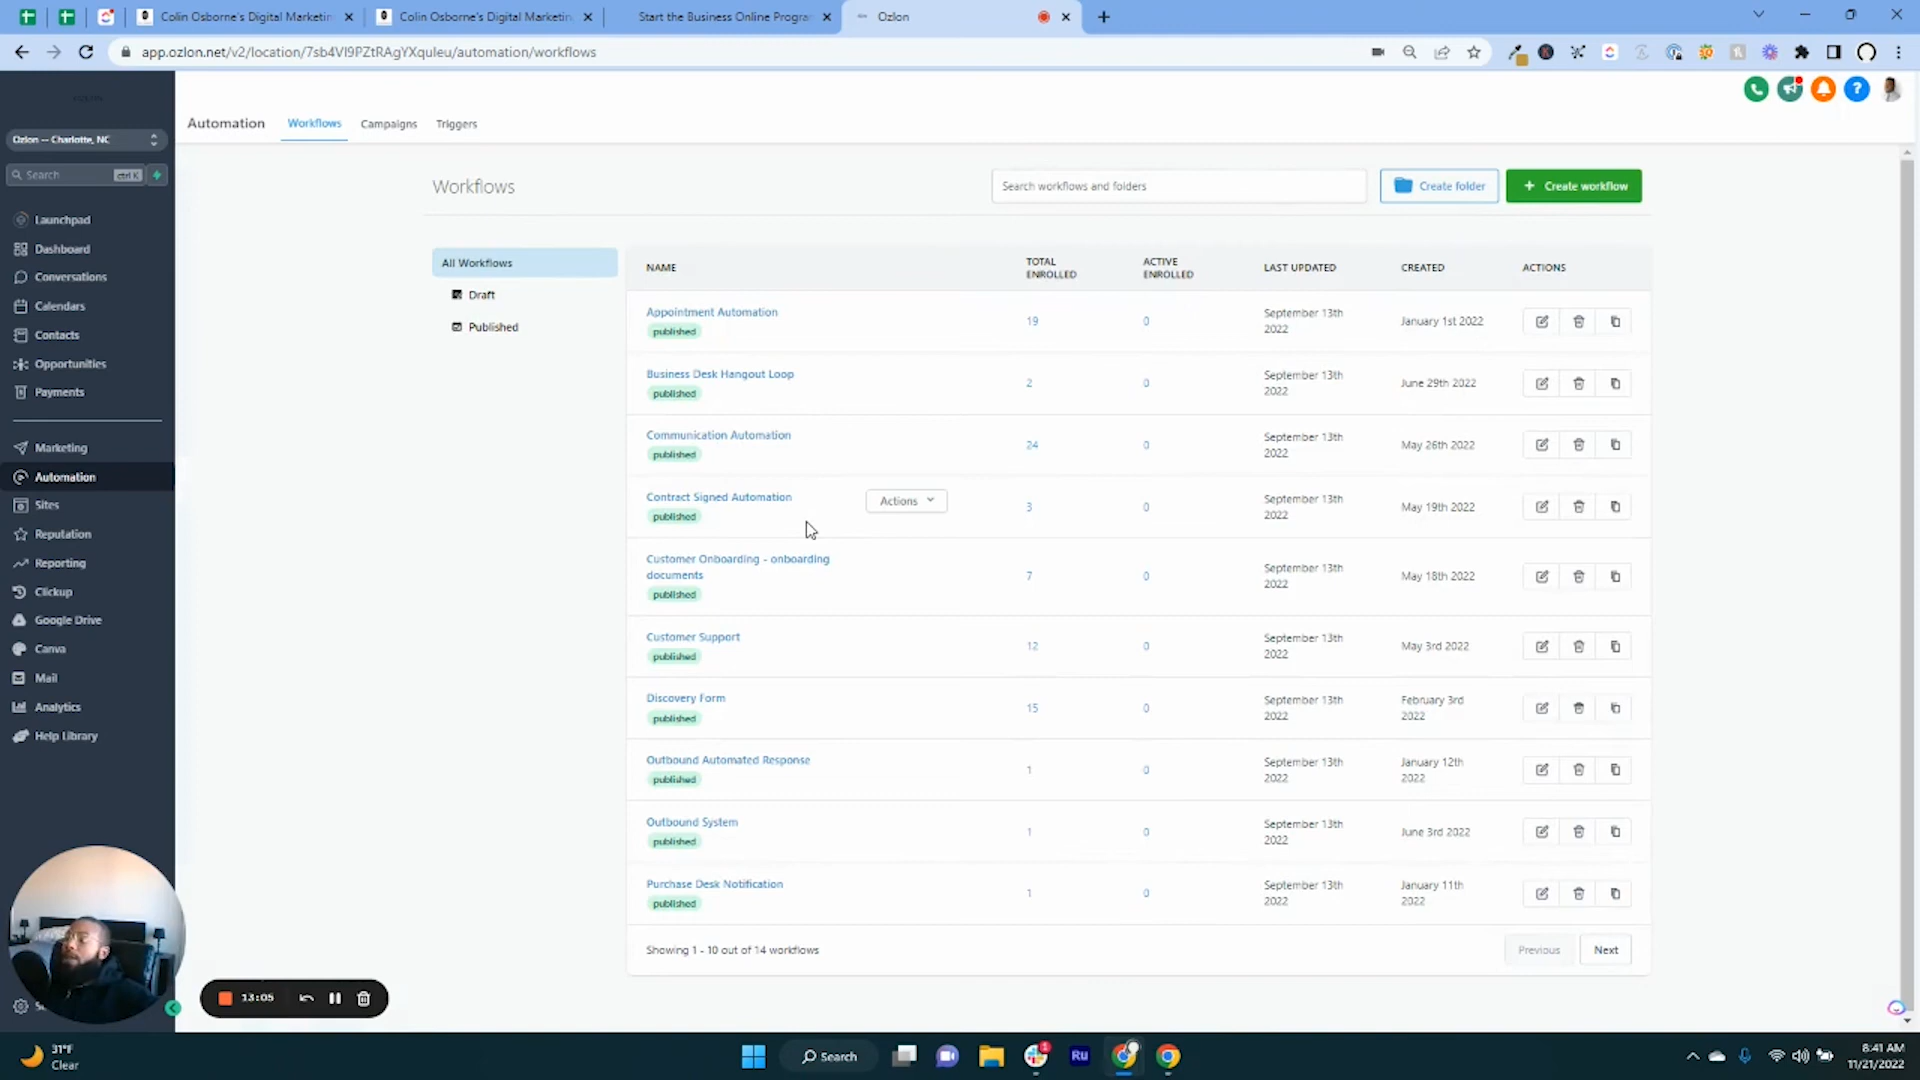 Colin Osborne's Digital Marketin
Colin Osborne's Digital Marketin
Start the Business Online Progra
Ozlon
app.ozlon.net/v2/location/7sb4Vl9PZtRAgYXquleu/automation/workflows
Ozlon -- Charlotte, NC
Search
ctrl K
Launchpad
Dashboard
Conversations
Calendars
Contacts
Opportunities
Payments
Marketing
Automation
Sites
Reputation
Reporting
Clickup
Google Drive
Canva
Mail
Analytics
Help Library
Automation
Workflows
Campaigns
Triggers
Workflows
Search workflows and folders
Create folder
+ Create workflow
All Workflows
Draft
Published
NAME
TOTAL
ENROLLED
ACTIVE
ENROLLED
LAST UPDATED
CREATED
ACTIONS
Appointment Automation
published
19
0
September 13th
2022
January 1st 2022
Business Desk Hangout Loop
published
2
0
September 13th
2022
June 29th 2022
Communication Automation
published
24
0
September 13th
2022
May 26th 2022
Contract Signed Automation
published
Actions
3
0
September 13th
2022
May 19th 2022
Customer Onboarding - onboarding
documents
published
7
0
September 13th
2022
May 18th 2022
Customer Support
published
12
0
September 13th
2022
May 3rd 2022
Discovery Form
published
15
0
September 13th
2022
February 3rd
2022
Outbound Automated Response
published
1
0
September 13th
2022
January 12th
2022
Outbound System
published
1
0
September 13th
2022
June 3rd 2022
Purchase Desk Notification
published
1
0
September 13th
2022
January 11th
2022
Showing 1 - 10 out of 14 workflows
Previous
Next
13:05
31°F
Clear
Search
Ru
8:41 AM
11/21/2022